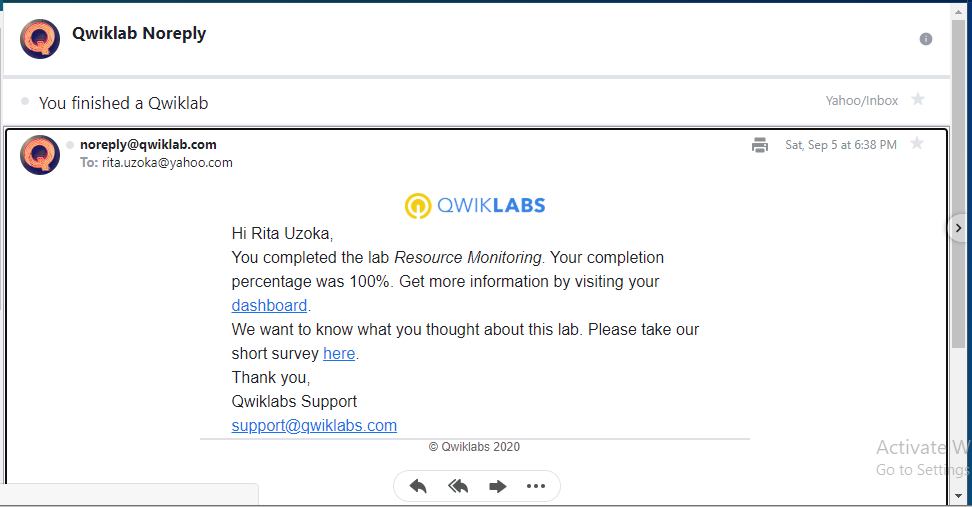 Qwiklab Noreply
You finished a Qwiklab
Yahoo/Inbox
noreply@qwiklab.com
Sat, Sep 5 at 6:38 PM
To: rita.uzoka@yahoo.com
QWIKLABS
Hi Rita Uzoka,
You completed the lab Resource Monitoring. Your completion
percentage was 100%. Get more information by visiting your
dashboard.
We want to know what you thought about this lab. Please take our
short survey here.
Thank you,
Qwiklabs Support
support@qwiklabs.com
© Qwiklabs 2020
Activate W
Go to Settings